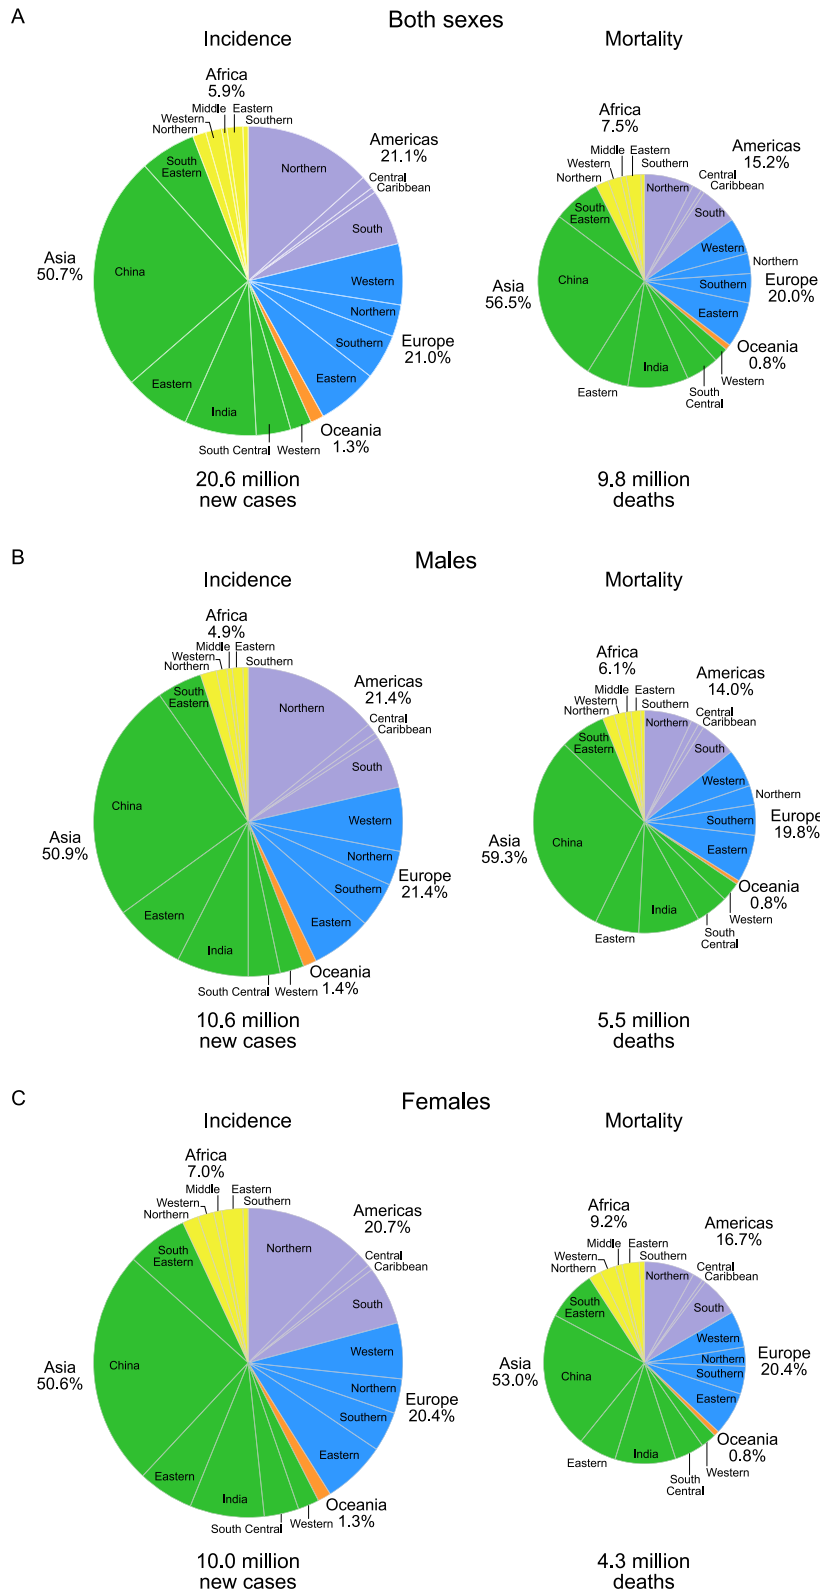 A
Both sexes
Incidence
Mortality
Africa
5.9%
Middle
Eastern
Western
Southern
Northern
Americas
21.1%
Northern
Central
Caribbean
South
South
Eastern
Asia
50.7%
China
Western
Northern
Southern
Europe
21.0%
Eastern
Eastern
India
South Central
Western
Oceania
1.3%
20.6 million
new cases
Africa
7.5%
Middle
Eastern
Western
Southern
Northern
Americas
15.2%
Northern
Central
Caribbean
South
South
Eastern
Asia
56.5%
China
Western
Northern
Southern
Europe
20.0%
Eastern
Oceania
0.8%
Western
South
Central
India
Eastern
9.8 million
deaths
B
Males
Incidence
Mortality
Africa
4.9%
Middle
Eastern
Western
Southern
Northern
Americas
21.4%
Northern
Central
Caribbean
South
South
Eastern
China
Asia
50.9%
Western
Northern
Southern
Europe
21.4%
Eastern
Eastern
India
South Central
Western
Oceania
1.4%
10.6 million
new cases
Africa
6.1%
Middle
Eastern
Western
Southern
Northern
Americas
14.0%
Northern
Central
Caribbean
South
South
Eastern
Asia
59.3%
China
Western
Northern
Southern
Europe
19.8%
Eastern
Oceania
0.8%
Western
South
Central
India
Eastern
5.5 million
deaths
C
Females
Incidence
Mortality
Africa
7.0%
Middle
Eastern
Western
Southern
Northern
Americas
20.7%
Northern
Central
Caribbean
South
South
Eastern
Asia
50.6%
China
Western
Northern
Southern
Europe
20.4%
Eastern
Eastern
India
South Central
Western
Oceania
1.3%
10.0 million
new cases
Africa
9.2%
Middle
Eastern
Western
Southern
Northern
Americas
16.7%
Northern
Central
Caribbean
South
South
Eastern
Asia
53.0%
China
Western
Northern
Southern
Europe
20.4%
Eastern
Oceania
0.8%
Western
South
Central
India
Eastern
4.3 million
deaths